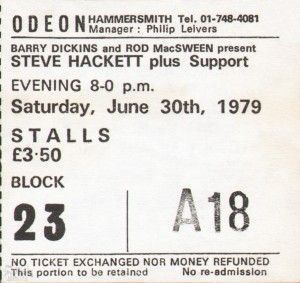 ODEON HAMMERSMITH Tel. 01-748-4081
Manager : Philip Leivers
BARRY DICKINS and ROD MacSWEEN present
STEVE HACKETT plus Support
EVENING 8-0 p.m.
Saturday, June 30th, 1979
STALLS
£3·50
BLOCK
23 A18
NO TICKET EXCHANGED NOR MONEY REFUNDED
This portion to be retained No re-admission